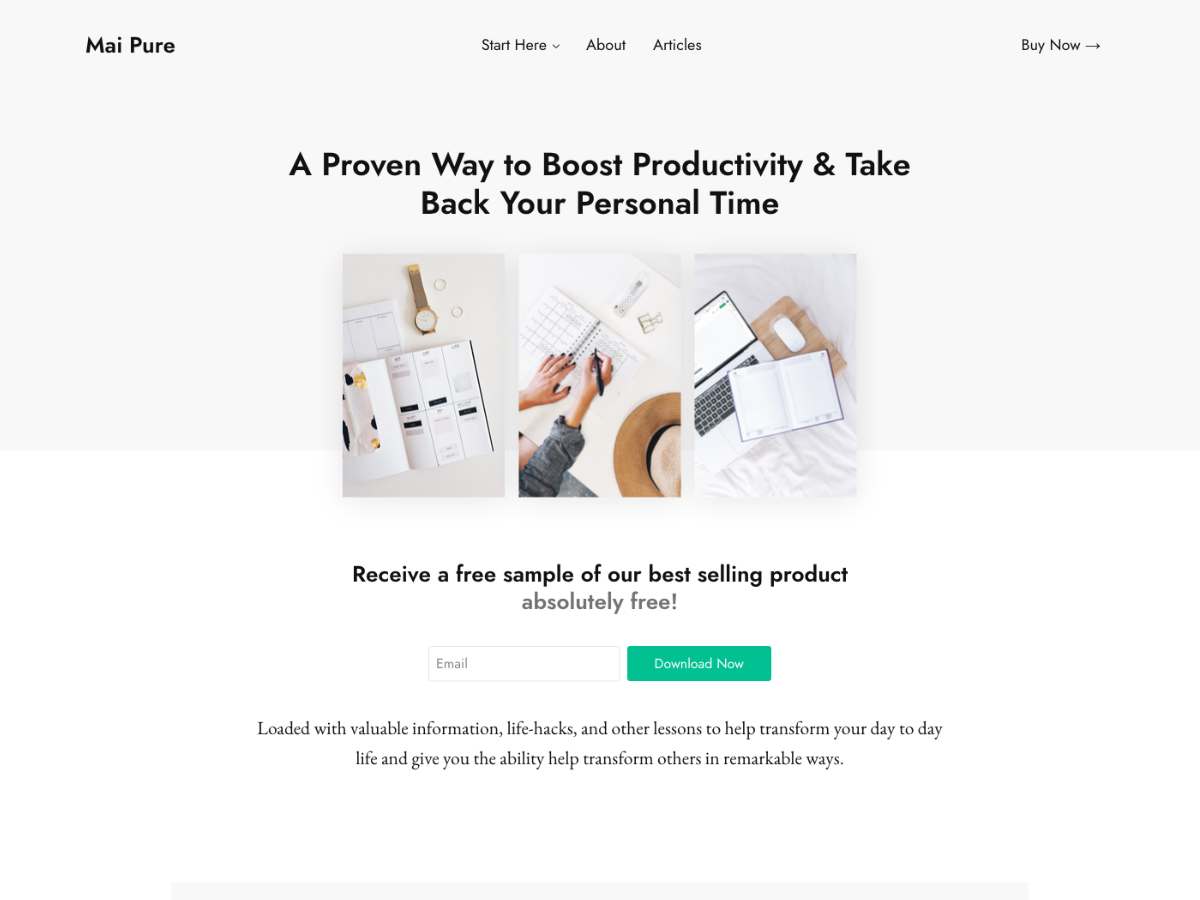 Mai Pure
Start Here
About
Articles
Buy Now →
A Proven Way to Boost Productivity & Take
Back Your Personal Time
Receive a free sample of our best selling product
absolutely free!
Email
Download Now
Loaded with valuable information, life-hacks, and other lessons to help transform your day to day
life and give you the ability help transform others in remarkable ways.